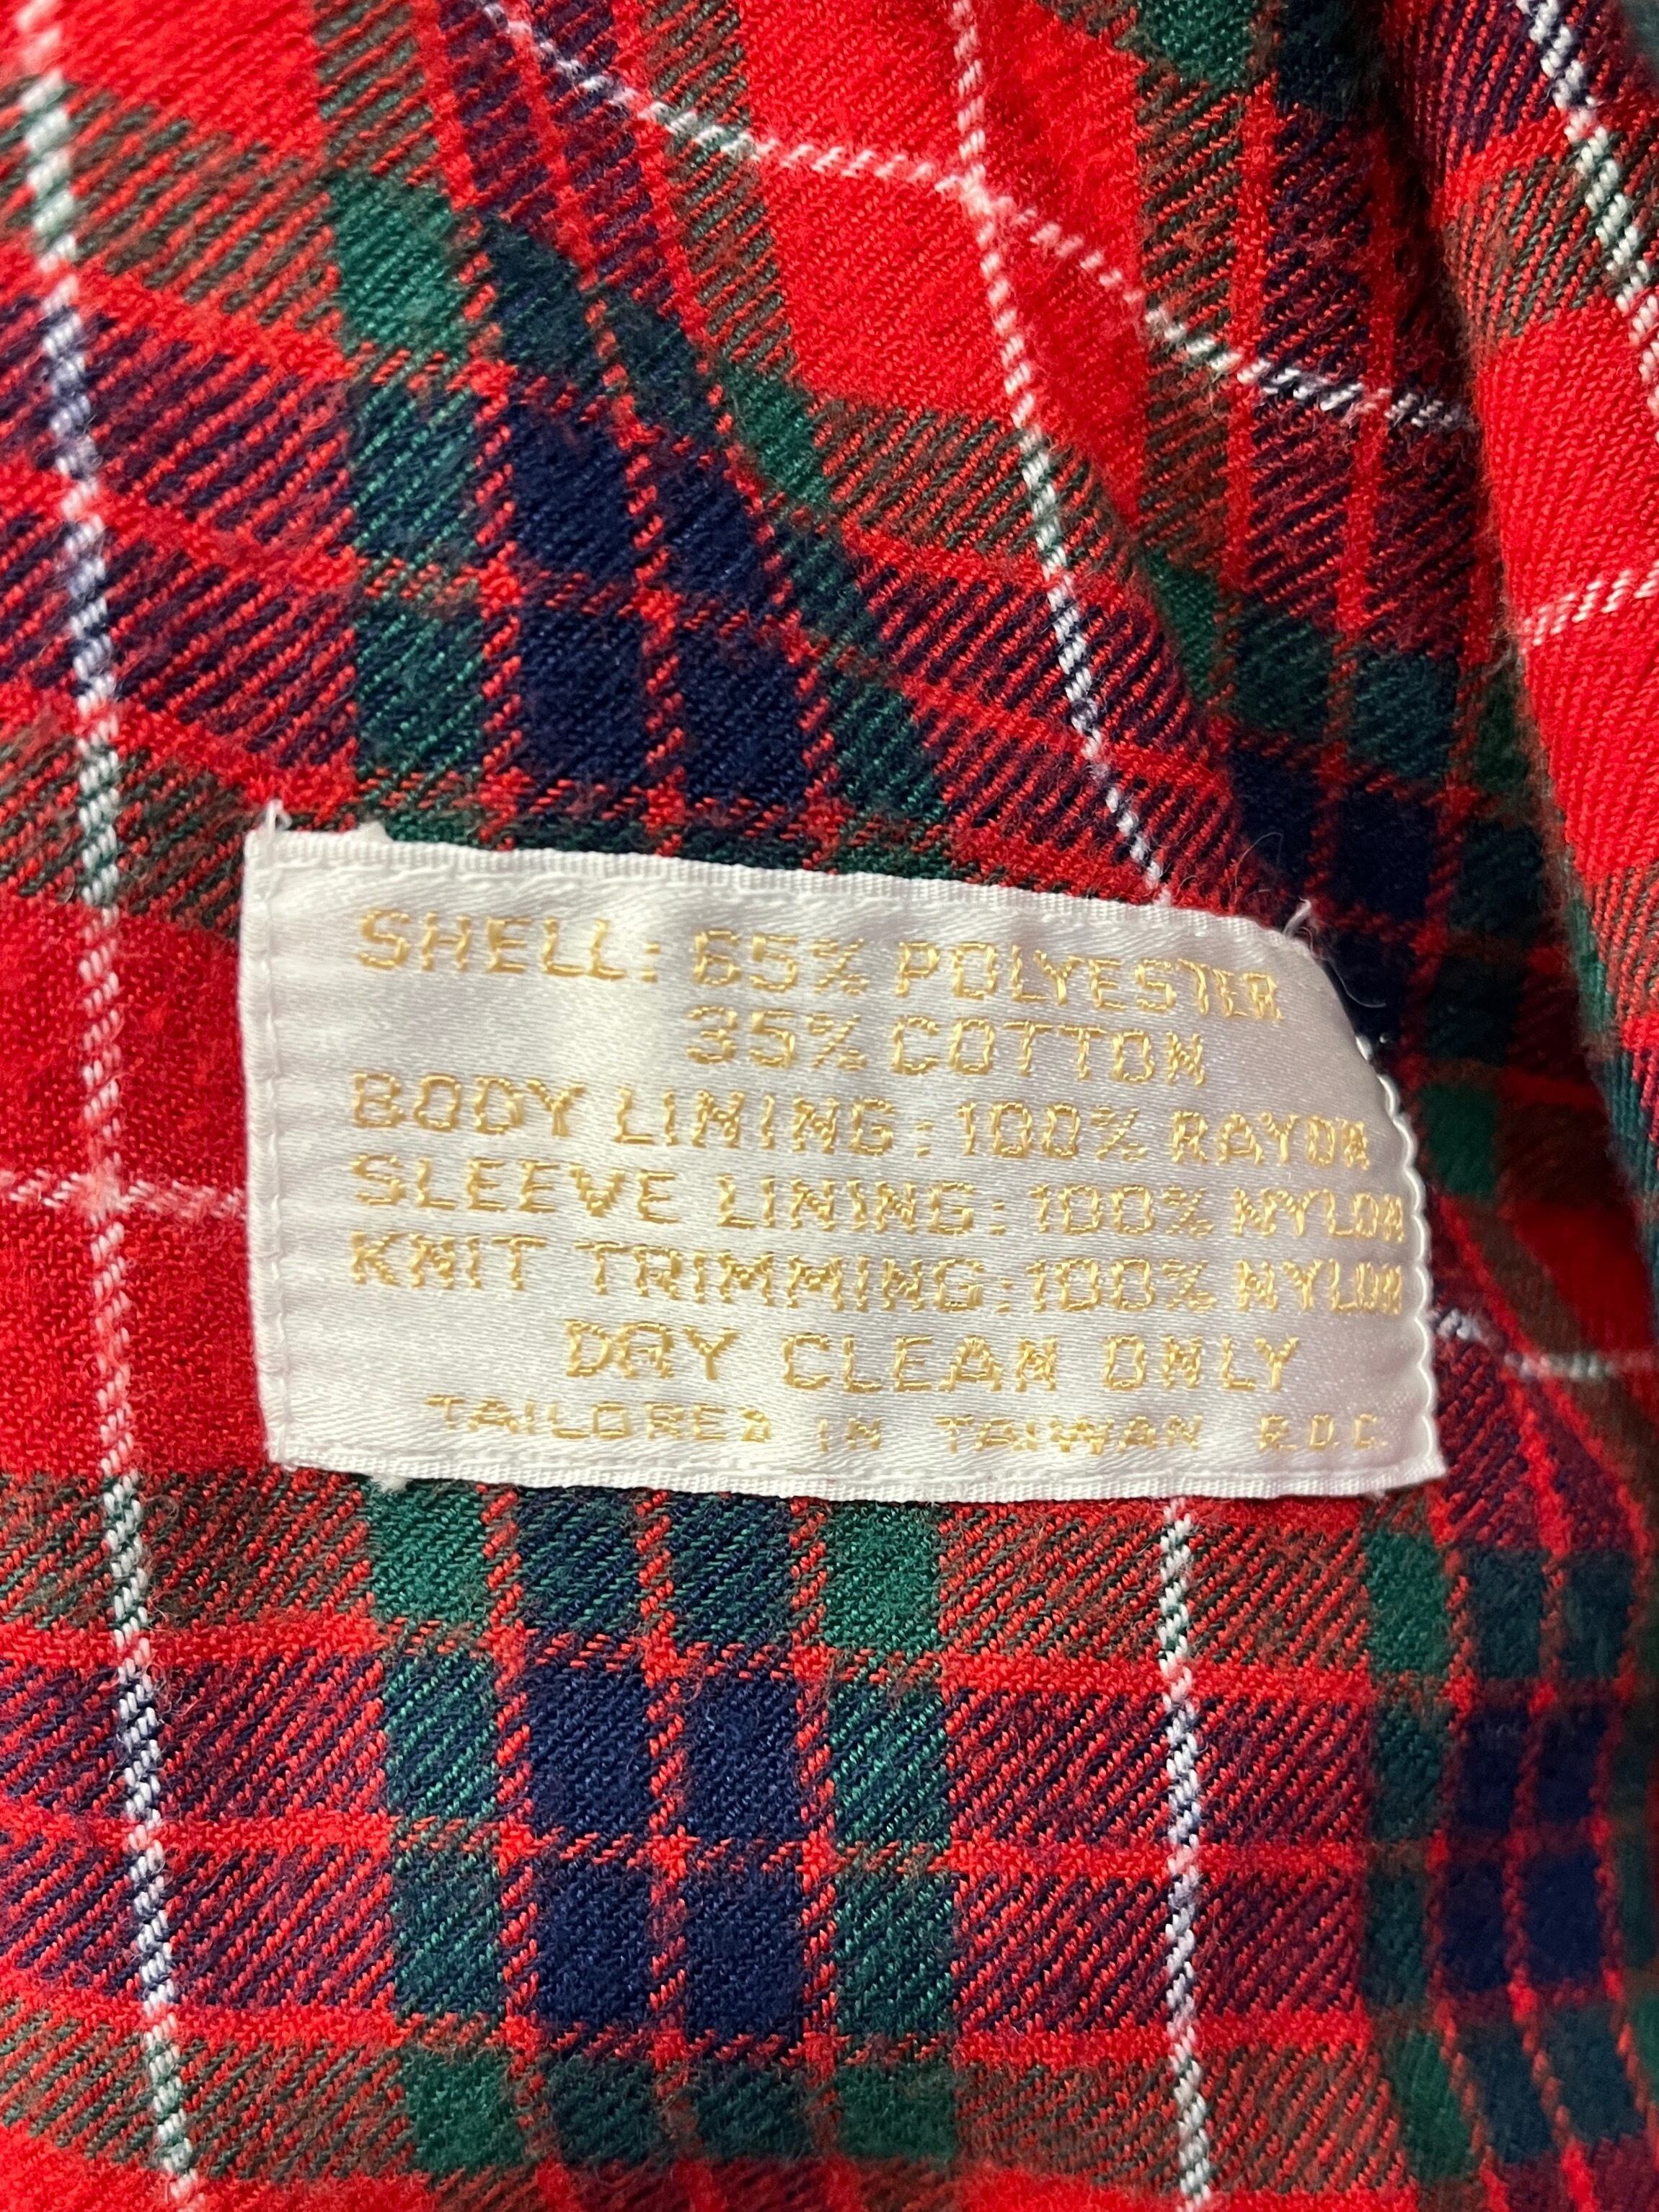 SHELL: 65% POLYESTER
35% COTTON
BODY LINING: 100% RAYON
SLEEVE LINING: 100% NYLON
KNIT TRIMMING: 100% NYLON
DRY CLEAN ONLY
TAILORED IN TAIWAN R.O.C.